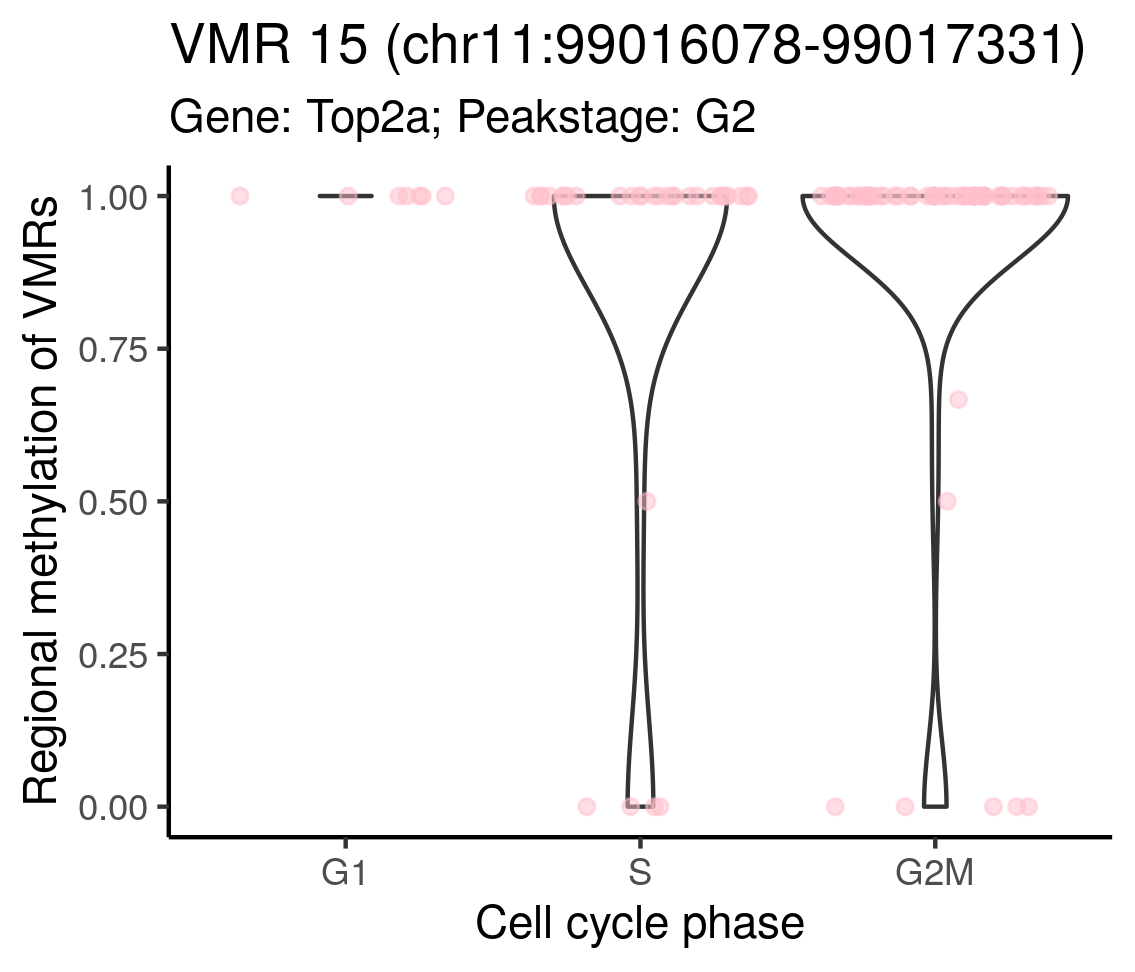 VMR 15 (chr11:99016078-99017331)
Gene: Top2a; Peakstage: G2
Regional methylation of VMRs
1.00
0.75
0.50
0.25
0.00
G1 S G2M
Cell cycle phase